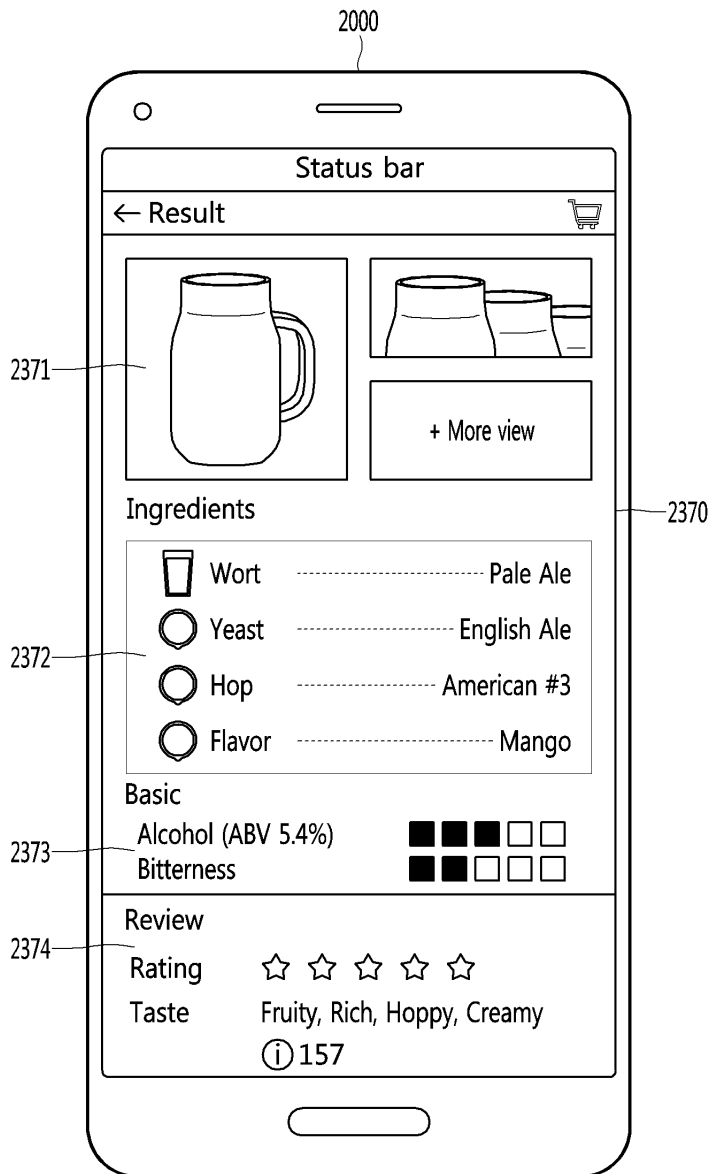 2000
Status bar
← Result
2371
+ More view
Ingredients
2370
Wort Pale Ale
Yeast English Ale
2372
Hop American #3
Flavor Mango
Basic
Alcohol (ABV 5.4%)
2373
Bitterness
Review
2374
Rating
Taste Fruity, Rich, Hoppy, Creamy
i 157